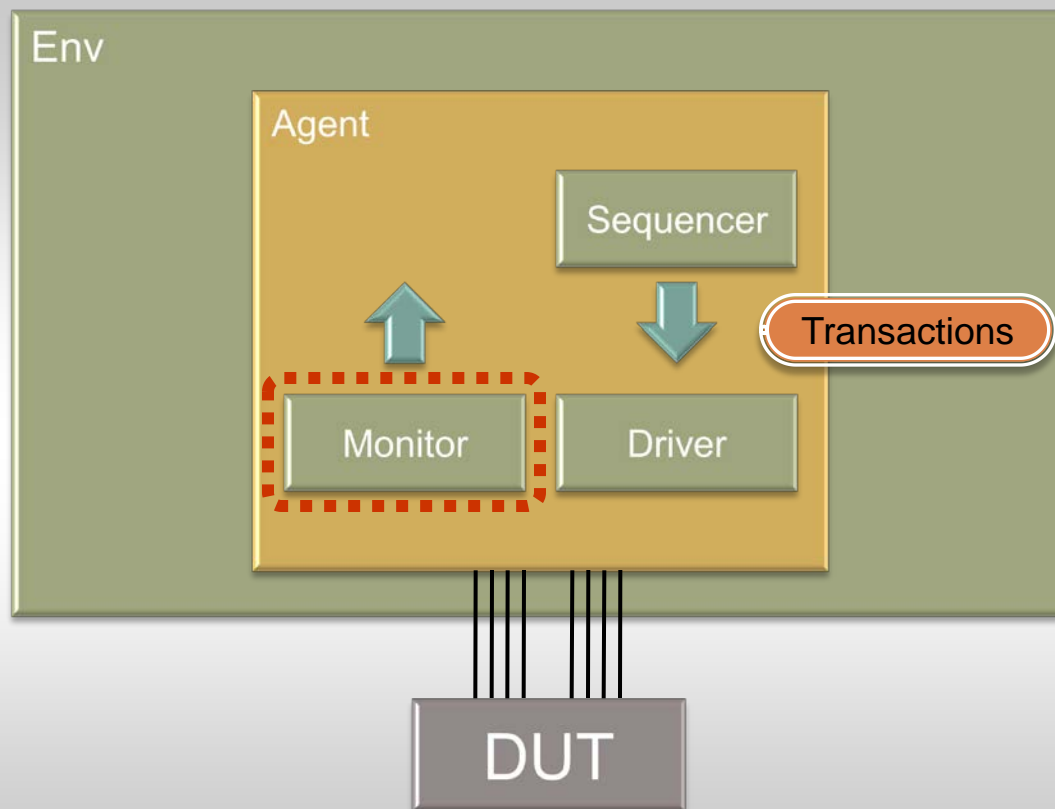 Env
Agent
Sequencer
Transactions
Monitor
Driver
DUT